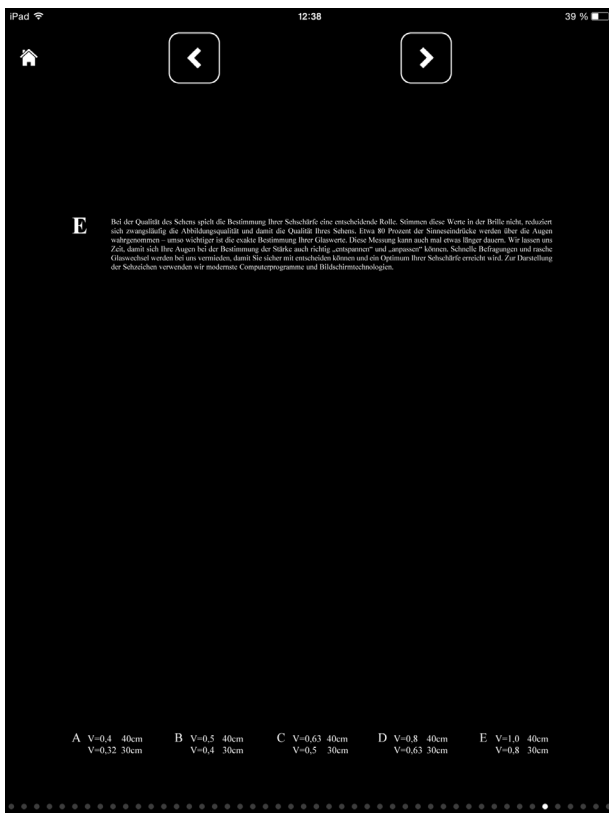 iPad 12:38 39 %
E
Bei der Qualität des Sehens spielt die Bestimmung Ihrer Sehschärfe eine entscheidende Rolle. Stimmen diese Werte in der Brille nicht, reduziert
sich zwangsläufig die Abbildungsqualität und damit die Qualität Ihres Sehens. Etwa 80 Prozent der Sinneseindrücke werden über die Augen
wahrgenommen – umso wichtiger ist die exakte Bestimmung Ihrer Glaswerte. Diese Messung kann auch mal etwas länger dauern. Wir lassen uns
Zeit, damit sich Ihre Augen bei der Bestimmung der Stärke auch richtig „entspannen“ und „anpassen“ können. Schnelle Befragungen und rasche
Glaswechsel werden bei uns vermieden, damit Sie sicher mit entscheiden können und ein Optimum Ihrer Sehschärfe erreicht wird. Zur Darstellung
der Sehzeichen verwenden wir modernste Computerprogramme und Bildschirmtechnologien.
A V=0,4 40cm B V=0,5 40cm C V=0,63 40cm D V=0,8 40cm E V=1,0 40cm
V=0,32 30cm V=0,4 30cm V=0,5 30cm V=0,63 30cm V=0,8 30cm